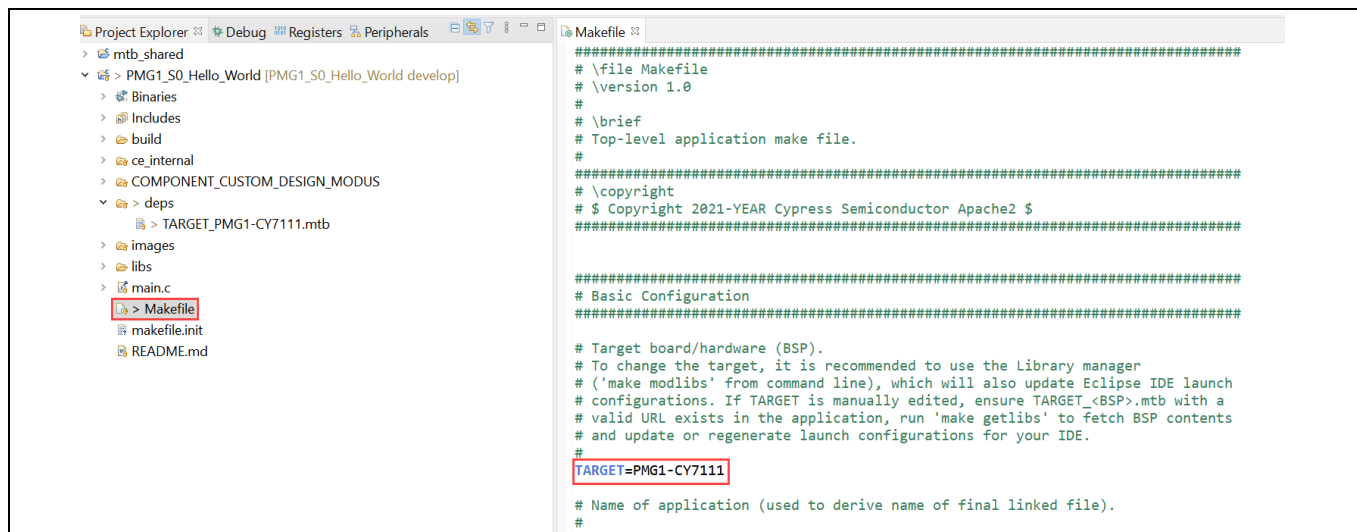 Project Explorer Debug Registers Peripherals
mtb_shared
> PMG1_S0_Hello_World [PMG1_S0_Hello_World develop]
Binaries
Includes
build
ce_internal
COMPONENT_CUSTOM_DESIGN_MODUS
> deps
> TARGET_PMG1-CY7111.mtb
images
libs
main.c
> Makefile
makefile.init
README.md
Makefile
################################################################################
# \file Makefile
# \version 1.0
#
# \brief
# Top-level application make file.
#
################################################################################
# \copyright
# $ Copyright 2021-YEAR Cypress Semiconductor Apache2 $
################################################################################
################################################################################
# Basic Configuration
################################################################################
# Target board/hardware (BSP).
# To change the target, it is recommended to use the Library manager
# ('make modlibs' from command line), which will also update Eclipse IDE launch
# configurations. If TARGET is manually edited, ensure TARGET_<BSP>.mtb with a
# valid URL exists in the application, run 'make getlibs' to fetch BSP contents
# and update or regenerate launch configurations for your IDE.
#
TARGET=PMG1-CY7111
# Name of application (used to derive name of final linked file).
#